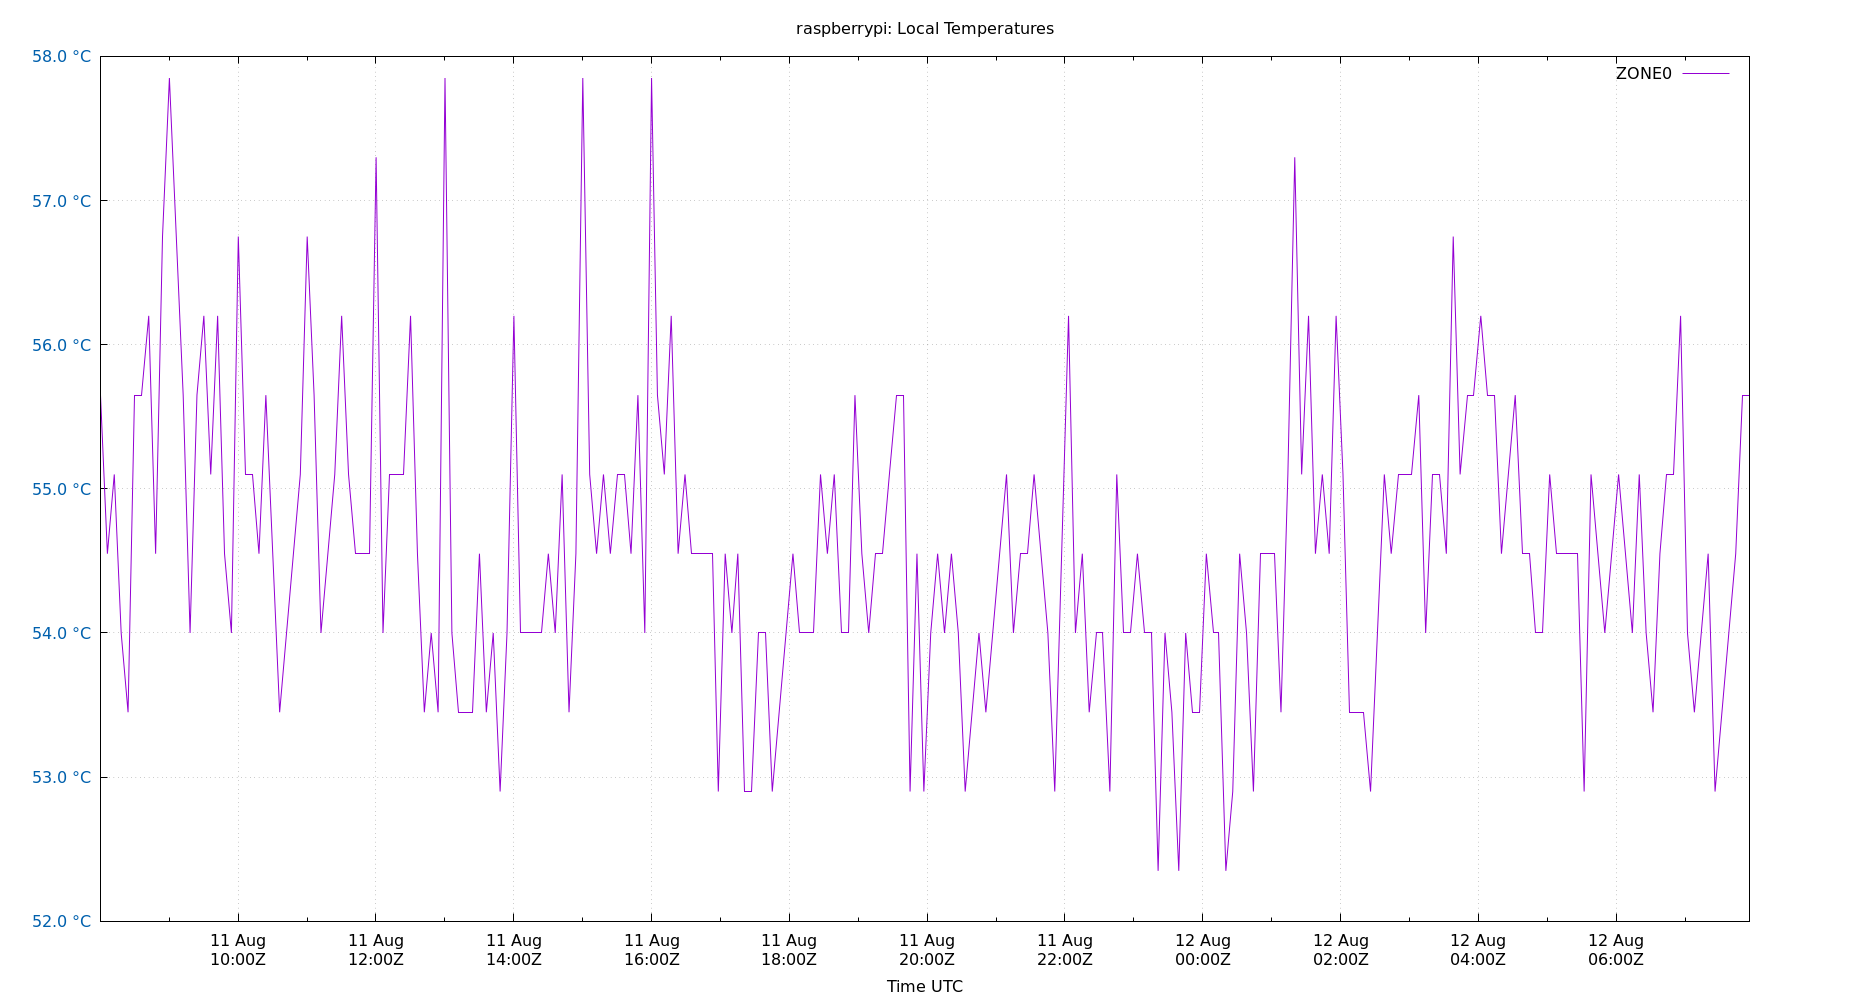 raspberrypi: Local Temperatures
58.0 °C
57.0 °C
56.0 °C
55.0 °C
54.0 °C
53.0 °C
52.0 °C
ZONE0
11 Aug
10:00Z
11 Aug
12:00Z
11 Aug
14:00Z
11 Aug
16:00Z
11 Aug
18:00Z
11 Aug
20:00Z
11 Aug
22:00Z
12 Aug
00:00Z
12 Aug
02:00Z
12 Aug
04:00Z
12 Aug
06:00Z
Time UTC